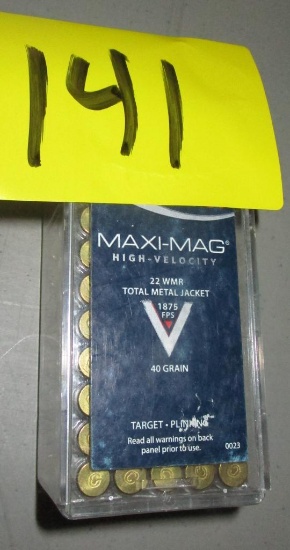 141
MAXI-MAG®
HIGH-VELOCITY
22 WMR
TOTAL METAL JACKET
1875
FPS
40 GRAIN
TARGET • PLINKING
Read all warnings on back
panel prior to use.
0023
C C C